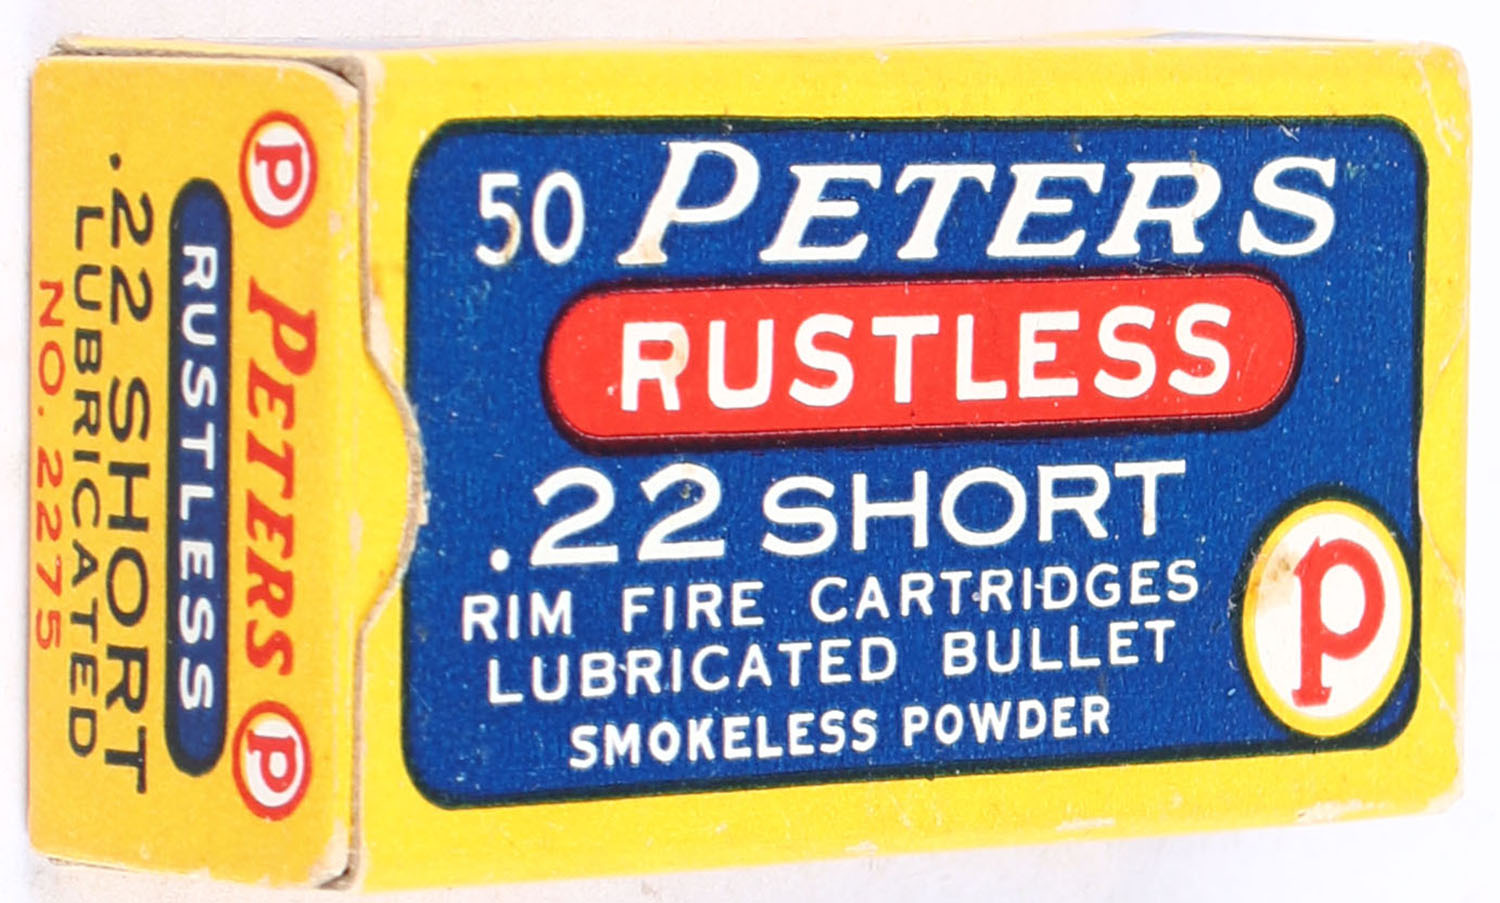 50 PETERS
RUSTLESS
.22 SHORT
RIM FIRE CARTRIDGES
LUBRICATED BULLET
SMOKELESS POWDER
P
P PETERS P
RUSTLESS
.22 SHORT
LUBRICATED
NO. 2275